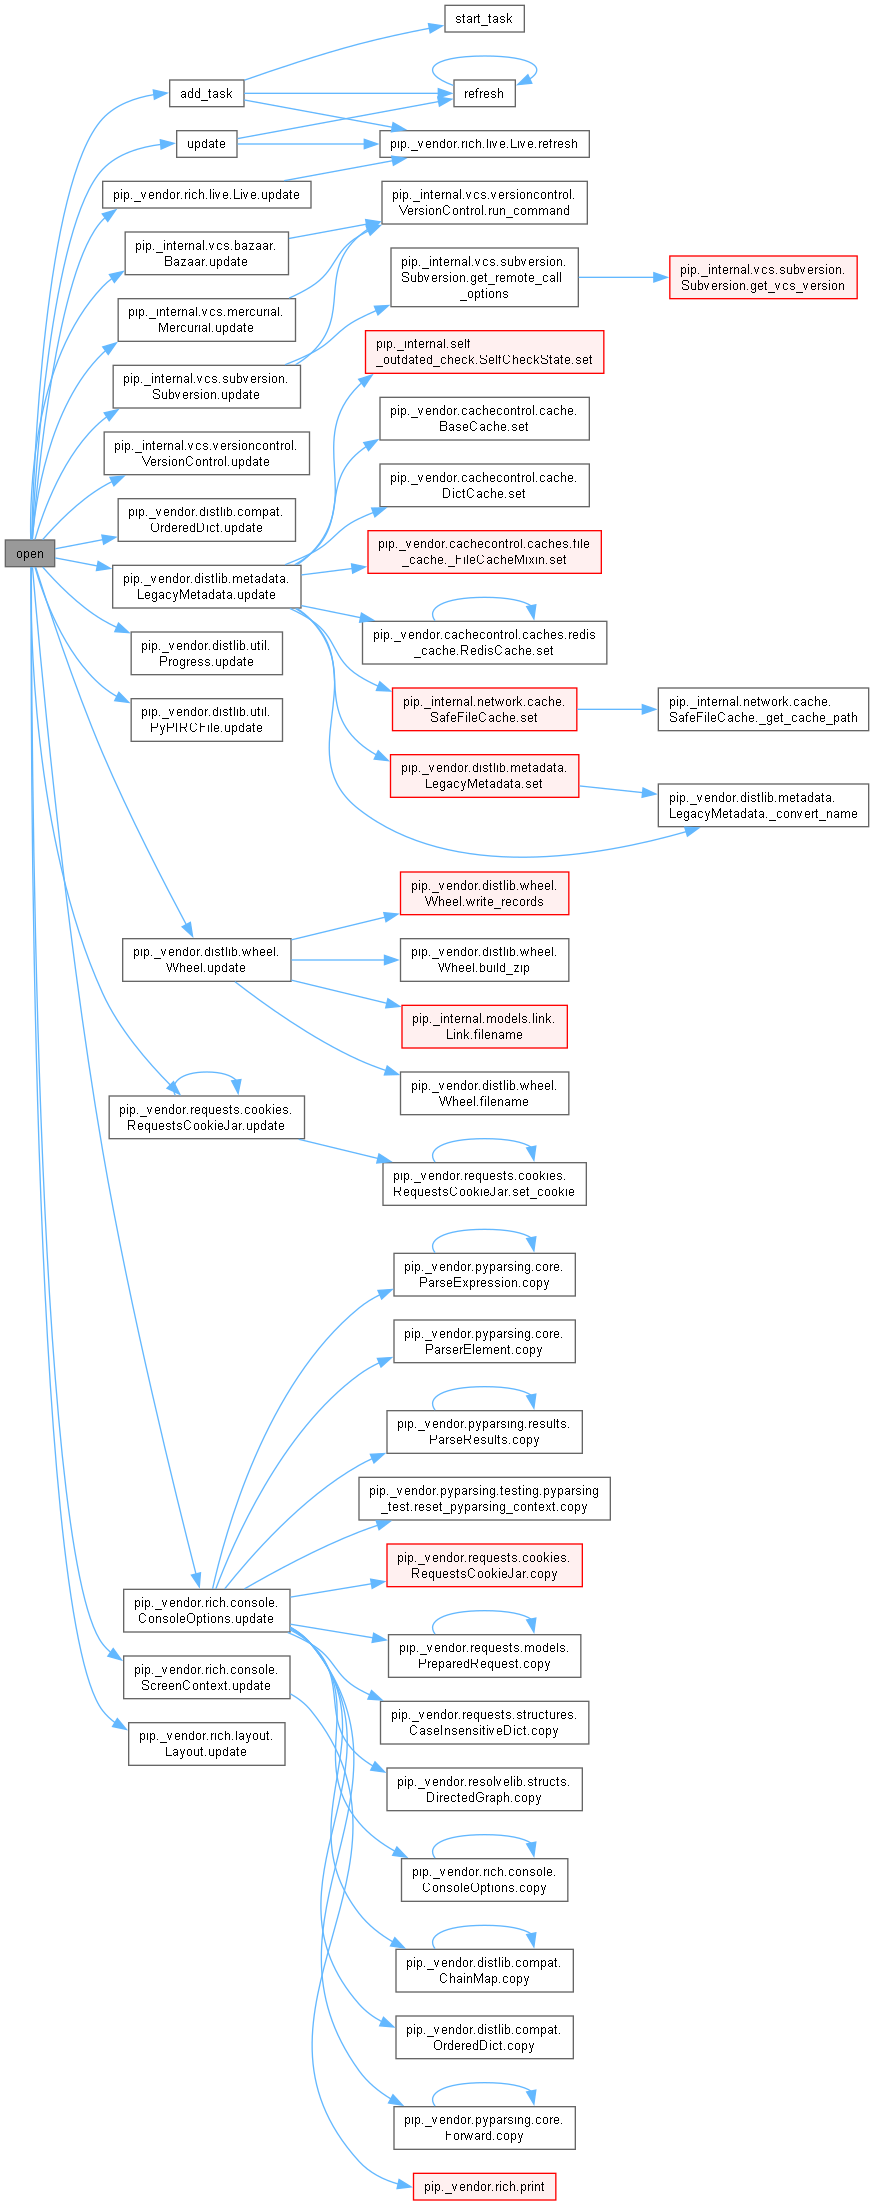 start_task
add_task
refresh
update
pip._vendor.rich.live.Live.refresh
pip._vendor.rich.live.Live.update
pip._internal.vcs.versioncontrol.
VersionControl.run_command
pip._internal.vcs.bazaar.
Bazaar.update
pip._internal.vcs.subversion.
Subversion.get_remote_call
_options
pip._internal.vcs.subversion.
Subversion.get_vcs_version
pip._internal.vcs.mercurial.
Mercurial.update
pip._internal.self
_outdated_check.SelfCheckState.set
pip._internal.vcs.subversion.
Subversion.update
pip._vendor.cachecontrol.cache.
BaseCache.set
pip._internal.vcs.versioncontrol.
VersionControl.update
pip._vendor.cachecontrol.cache.
DictCache.set
pip._vendor.distlib.compat.
OrderedDict.update
open
pip._vendor.cachecontrol.caches.file
_cache._FileCacheMixin.set
pip._vendor.distlib.metadata.
LegacyMetadata.update
pip._vendor.cachecontrol.caches.redis
_cache.RedisCache.set
pip._vendor.distlib.util.
Progress.update
pip._internal.network.cache.
SafeFileCache.set
pip._internal.network.cache.
SafeFileCache._get_cache_path
pip._vendor.distlib.util.
PyPIRCFile.update
pip._vendor.distlib.metadata.
LegacyMetadata.set
pip._vendor.distlib.metadata.
LegacyMetadata._convert_name
pip._vendor.distlib.wheel.
Wheel.write_records
pip._vendor.distlib.wheel.
Wheel.update
pip._vendor.distlib.wheel.
Wheel.build_zip
pip._internal.models.link.
Link.filename
pip._vendor.distlib.wheel.
Wheel.filename
pip._vendor.requests.cookies.
RequestsCookieJar.update
pip._vendor.requests.cookies.
RequestsCookieJar.set_cookie
pip._vendor.pyparsing.core.
ParseExpression.copy
pip._vendor.pyparsing.core.
ParserElement.copy
pip._vendor.pyparsing.results.
ParseResults.copy
pip._vendor.pyparsing.testing.pyparsing
_test.reset_pyparsing_context.copy
pip._vendor.requests.cookies.
RequestsCookieJar.copy
pip._vendor.rich.console.
ConsoleOptions.update
pip._vendor.requests.models.
PreparedRequest.copy
pip._vendor.rich.console.
ScreenContext.update
pip._vendor.requests.structures.
CaseInsensitiveDict.copy
pip._vendor.rich.layout.
Layout.update
pip._vendor.resolvelib.structs.
DirectedGraph.copy
pip._vendor.rich.console.
ConsoleOptions.copy
pip._vendor.distlib.compat.
ChainMap.copy
pip._vendor.distlib.compat.
OrderedDict.copy
pip._vendor.pyparsing.core.
Forward.copy
pip._vendor.rich.print